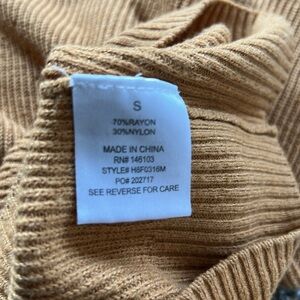 S
70%RAYON
30%NYLON
MADE IN CHINA
RN# 146103
STYLE# H6F0316M
PO# 202717
SEE REVERSE FOR CARE